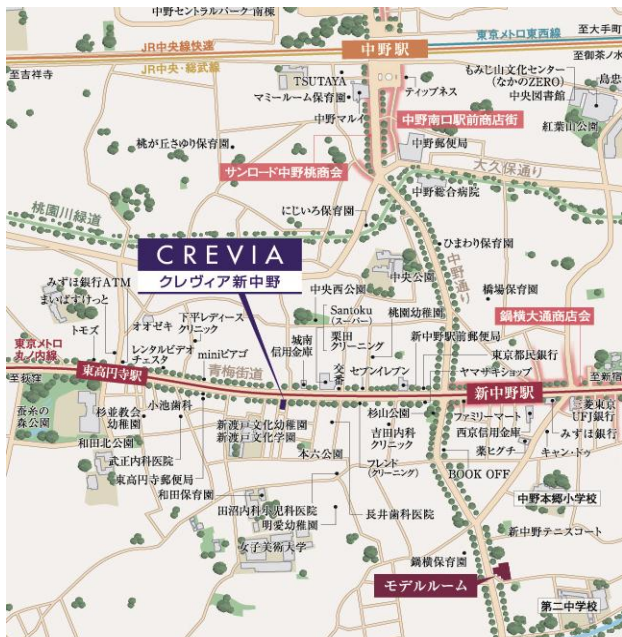 中野セントラルパーク 南棟
中野駅
東京メトロ東西線
至大手町
JR中央線快速
JR中央・総武線
至御茶ノ水
至吉祥寺
TSUTAYA
マミールーム保育園
ティップネス
もみじ山文化センター
(なかのZERO)
中央図書館
島忠
中野マルイ
中野南口駅前商店街
紅葉山公園
桃が丘さゆり保育園
中野郵便局
サンロード中野桃商会
大久保通り
中野総合病院
桃園川緑道
にじいろ保育園
CREVIA
クレヴィア新中野
ひまわり保育園
中野通り
中央公園
橋場保育園
みずほ銀行ATM
まいばすけっと
中央西公園
桃園幼稚園
鍋横大通商店会
下平レディース
クリニック
Santoku
(スーパー)
オオゼキ
トモズ
城南
信用金庫
栗田
クリーニング
新中野駅前郵便局
東京都民銀行
東京メトロ
丸ノ内線
レンタルビデオ
チェスタ
miniピアゴ
交番
セブンイレブン
ヤマザキショップ
東高円寺駅
青梅街道
新中野駅
至新宿
至荻窪
蚕糸の
森公園
杉並教会
幼稚園
小池歯科
新渡戸文化幼稚園
新渡戸文化学園
杉山公園
ファミリーマート
三菱東京
UFJ銀行
和田北公園
吉田内科
クリニック
西京信用金庫
みずほ銀行
武正内科医院
本六公園
薬ヒグチ
キャン・ドゥ
東高円寺郵便局
フレンド
(クリーニング)
BOOK OFF
和田保育園
中野本郷小学校
田沼内科小児科医院
長井歯科医院
明愛幼稚園
新中野テニスコート
女子美術大学
鍋横保育園
モデルルーム
第二中学校